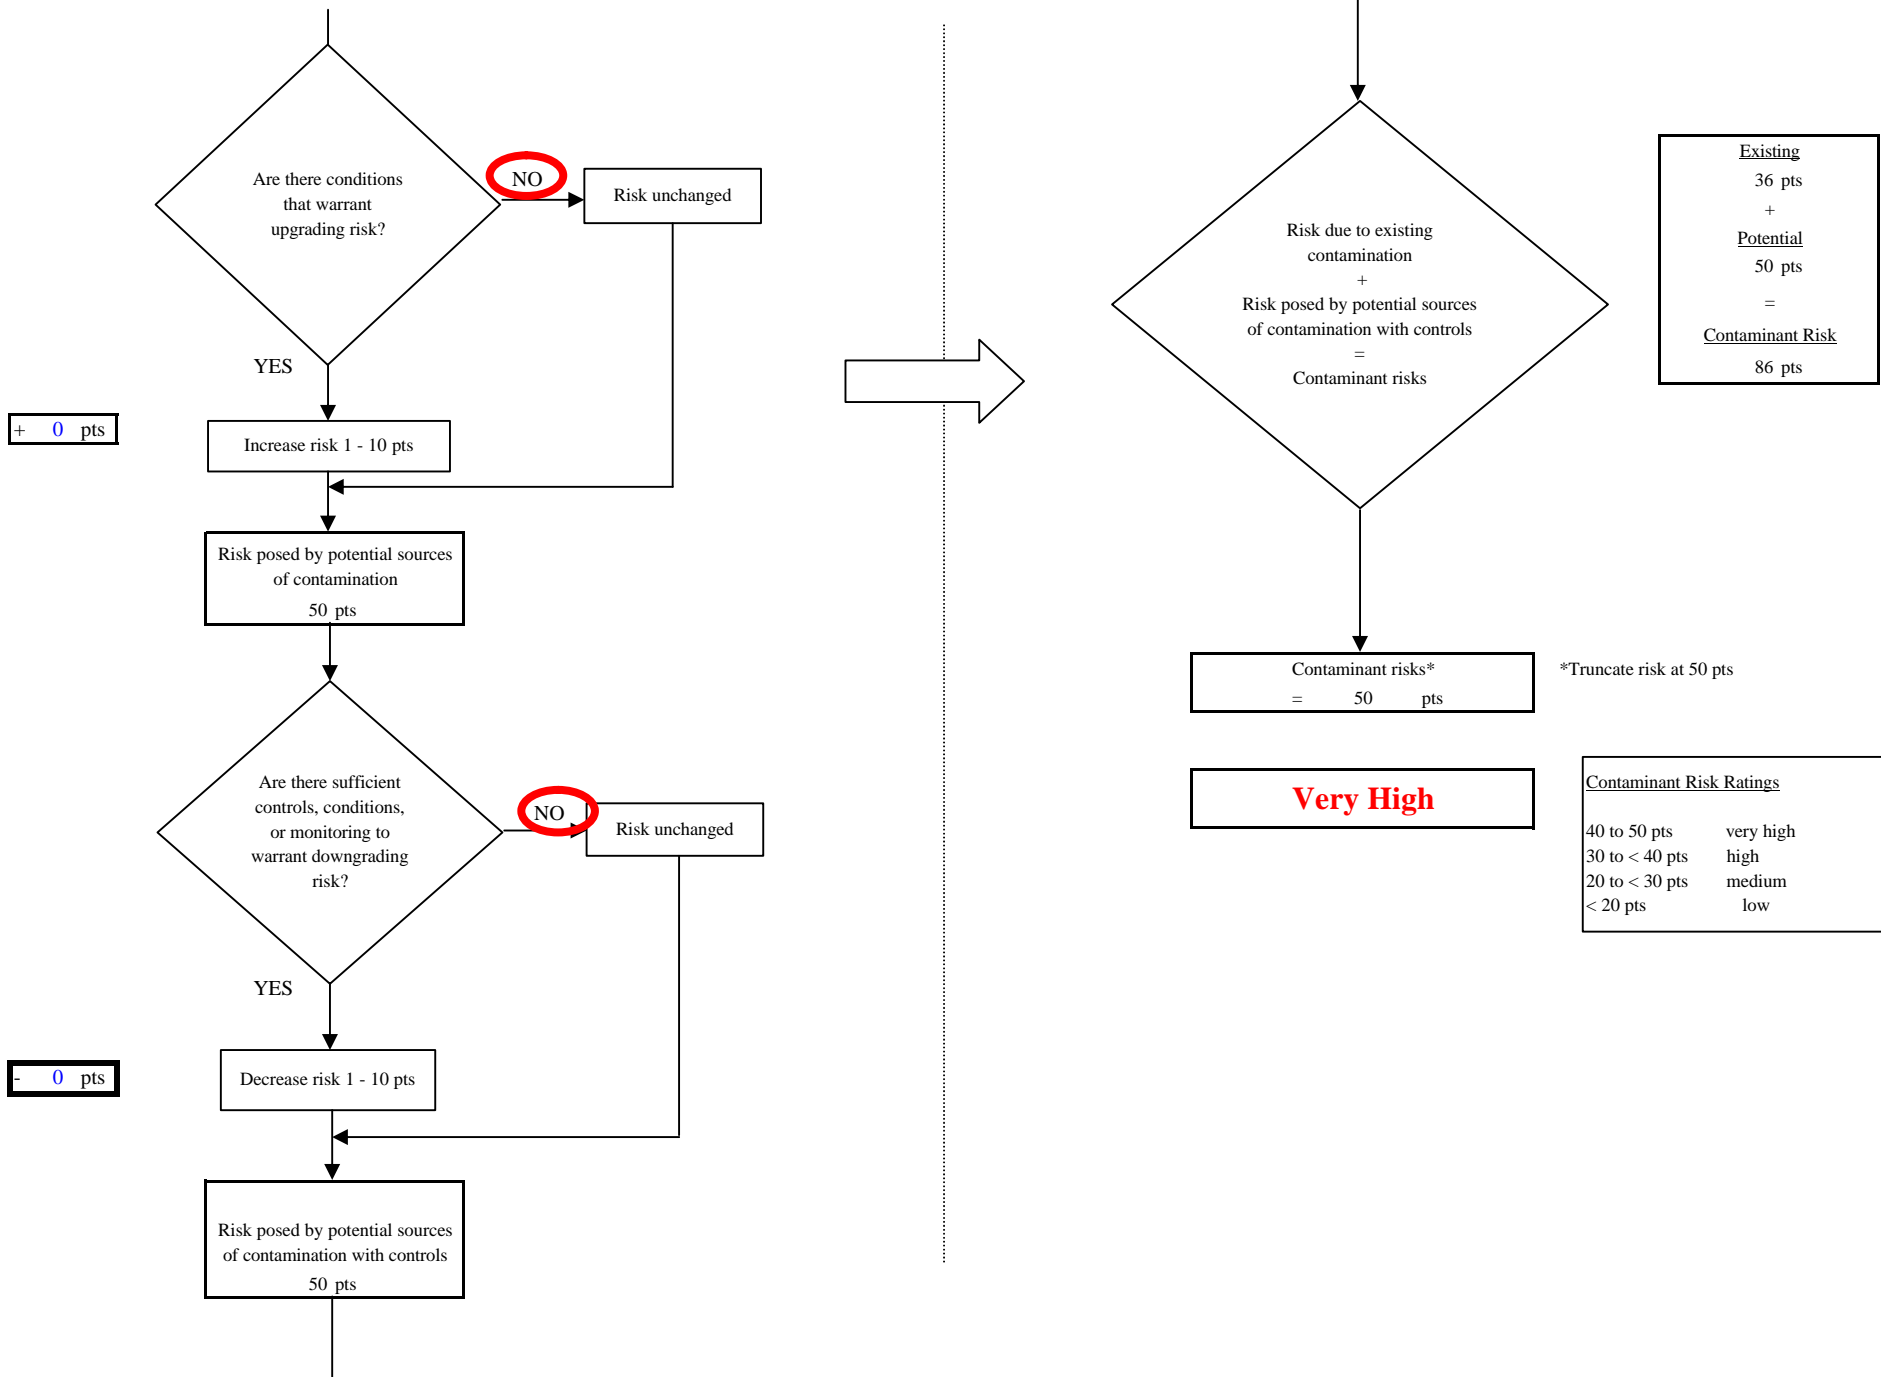 Are there conditions
that warrant
upgrading risk?
NO
Risk unchanged
YES
+ 0 pts
Increase risk 1 - 10 pts
Risk posed by potential sources
of contamination
50 pts
Are there sufficient
controls, conditions,
or monitoring to
warrant downgrading
risk?
NO
Risk unchanged
YES
- 0 pts
Decrease risk 1 - 10 pts
Risk posed by potential sources
of contamination with controls
50 pts
Risk due to existing
contamination
+
Risk posed by potential sources
of contamination with controls
=
Contaminant risks
Existing
36 pts
+
Potential
50 pts
=
Contaminant Risk
86 pts
Contaminant risks*
= 50 pts
*Truncate risk at 50 pts
Very High
Contaminant Risk Ratings
40 to 50 pts very high
30 to < 40 pts high
20 to < 30 pts medium
< 20 pts low